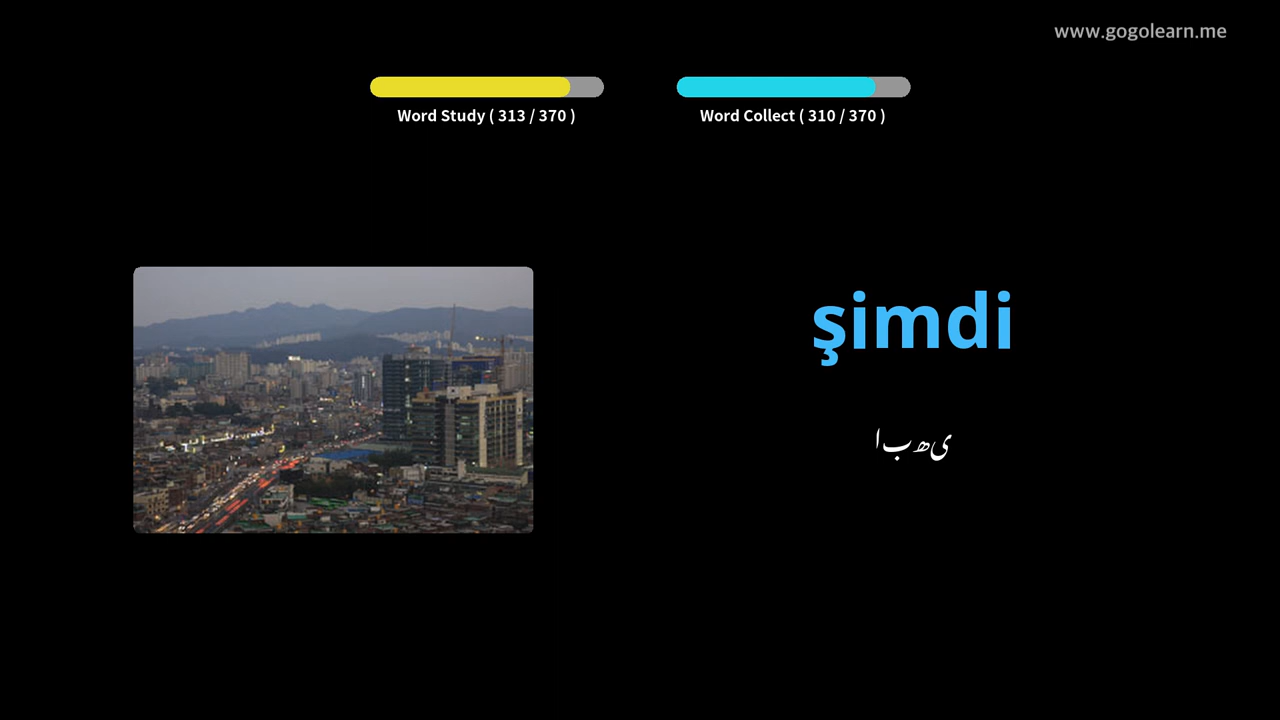 www.gogolearn.me
Word Study ( 313 / 370 )
Word Collect ( 310 / 370 )
şimdi
ابھی